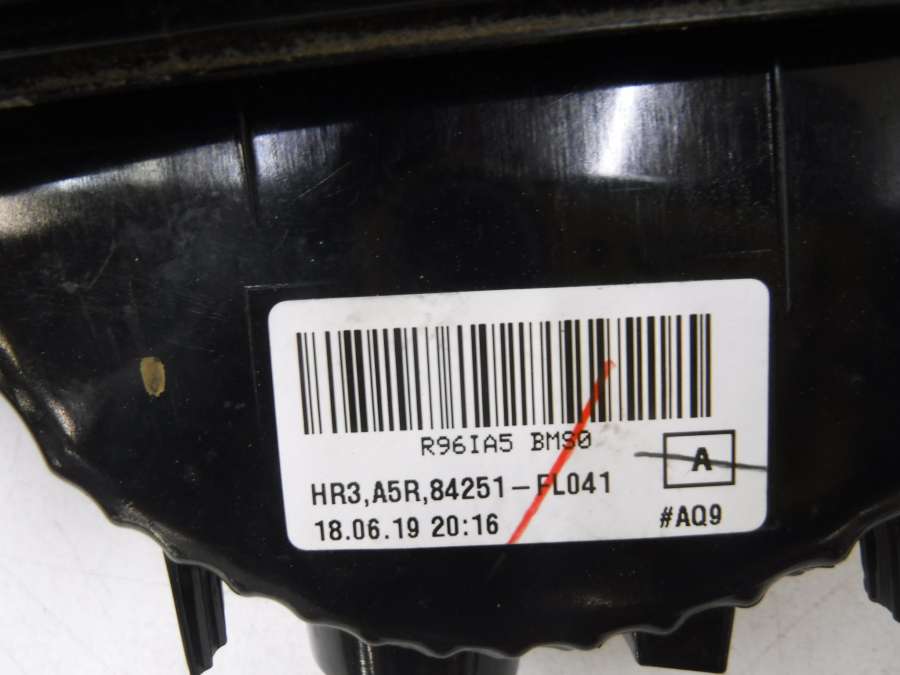 R96IA5 BMS0
A
HR3,A5R,84251-FL041
18.06.19 20:16
#AQ9